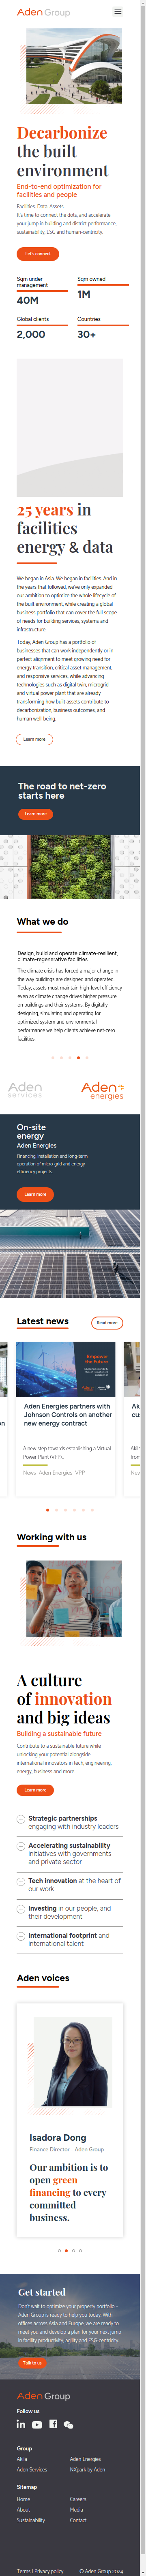 Aden Group
Decarbonize
the built
environment
End-to-end optimization for
facilities and people
Facilities. Data. Assets.
It's time to connect the dots, and accelerate
your jump in building and district performance,
sustainability, ESG and human-centricity.
Let's connect
Sqm under
management
40M
Sqm owned
1M
Global clients
2,000
Countries
30+
25 years in
facilities
energy & data
We began in Asia. We began in facilities. And in
the years that followed, we've only expanded
our ambition to optimize the whole lifecycle of
the built environment, while creating a global
business portfolio that can cover the full scope
of needs for building services, systems and
infrastructure.
Today, Aden Group has a portfolio of
businesses that can work independently or in
perfect alignment to meet growing need for
energy transition, critical asset management,
and responsive services, while advancing
technologies such as digital twin, microgrid
and virtual power plant that are already
transforming how built assets contribute to
decarbonization, business outcomes, and
human well-being.
Learn more
The road to net-zero
starts here
Learn more
What we do
Design, build and operate climate-resilient,
climate-regenerative facilities
The climate crisis has forced a rapid change in
the way buildings are designed and operated.
Today, assets must maintain high-level efficiency
even as climate change drives higher pressures
on buildings and their systems. By digitally
designing, simulating and operating for
optimized system and environmental
performance we help clients achieve real net-zero
facilities.
Aden
services
Aden
energies
On-site
energy
Aden Energies
Financing, installation and long-term
operation of micro-grid and energy
efficiency projects.
Learn more
Latest news
Read more
Empower
the Future
Aden Energies partners with
Johnson Controls on another
new energy contract
A new step towards establishing a Virtual
Power Plant (VPP)...
News Aden Energies VPP
Working with us
A culture
of innovation
and big ideas
Building a sustainable future
Contribute to a sustainable future while
unlocking your potential alongside
international innovators in tech, engineering,
energy, business and more.
Learn more
Strategic partnerships
engaging with industry leaders
Accelerating sustainability
initiatives with governments
and private sector
Tech innovation at the heart of
our work
Investing in our people, and
their development
International footprint and
international talent
Aden voices
Isadora Dong
Finance Director – Aden Group
Our ambition is to
open green
financing to every
committed
business.
Get started
Don't wait to optimize your property portfolio –
Aden Group is ready to help you today. With
offices across Asia and Europe, we are ready to
meet you and develop a plan for your next jump
in facility productivity, agility and ESG centricity.
Talk to us
Aden Group
Follow us
Group
Akila
Aden Energies
Aden Services
NXpark by Aden
Sitemap
Home
Careers
About
Media
Sustainability
Contact
Terms | Privacy policy
© Aden Group 2024